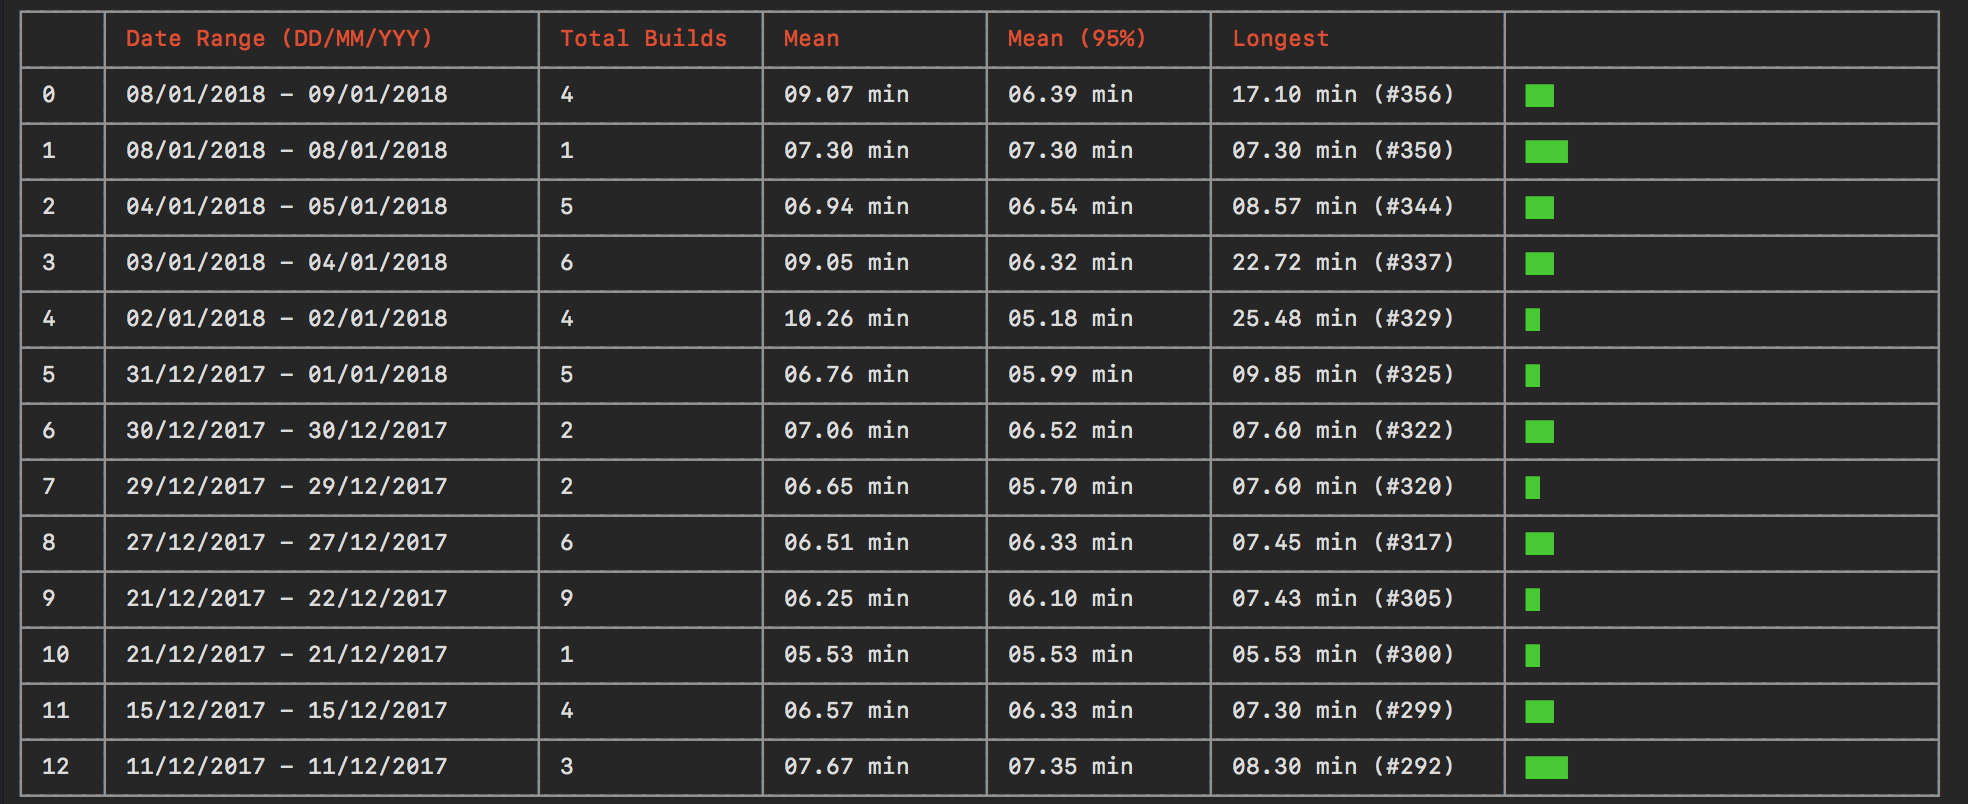 Date Range (DD/MM/YYY) Total Builds Mean Mean (95%) Longest
0 08/01/2018 – 09/01/2018 4 09.07 min 06.39 min 17.10 min (#356)
1 08/01/2018 – 08/01/2018 1 07.30 min 07.30 min 07.30 min (#350)
2 04/01/2018 – 05/01/2018 5 06.94 min 06.54 min 08.57 min (#344)
3 03/01/2018 – 04/01/2018 6 09.05 min 06.32 min 22.72 min (#337)
4 02/01/2018 – 02/01/2018 4 10.26 min 05.18 min 25.48 min (#329)
5 31/12/2017 – 01/01/2018 5 06.76 min 05.99 min 09.85 min (#325)
6 30/12/2017 – 30/12/2017 2 07.06 min 06.52 min 07.60 min (#322)
7 29/12/2017 – 29/12/2017 2 06.65 min 05.70 min 07.60 min (#320)
8 27/12/2017 – 27/12/2017 6 06.51 min 06.33 min 07.45 min (#317)
9 21/12/2017 – 22/12/2017 9 06.25 min 06.10 min 07.43 min (#305)
10 21/12/2017 – 21/12/2017 1 05.53 min 05.53 min 05.53 min (#300)
11 15/12/2017 – 15/12/2017 4 06.57 min 06.33 min 07.30 min (#299)
12 11/12/2017 – 11/12/2017 3 07.67 min 07.35 min 08.30 min (#292)